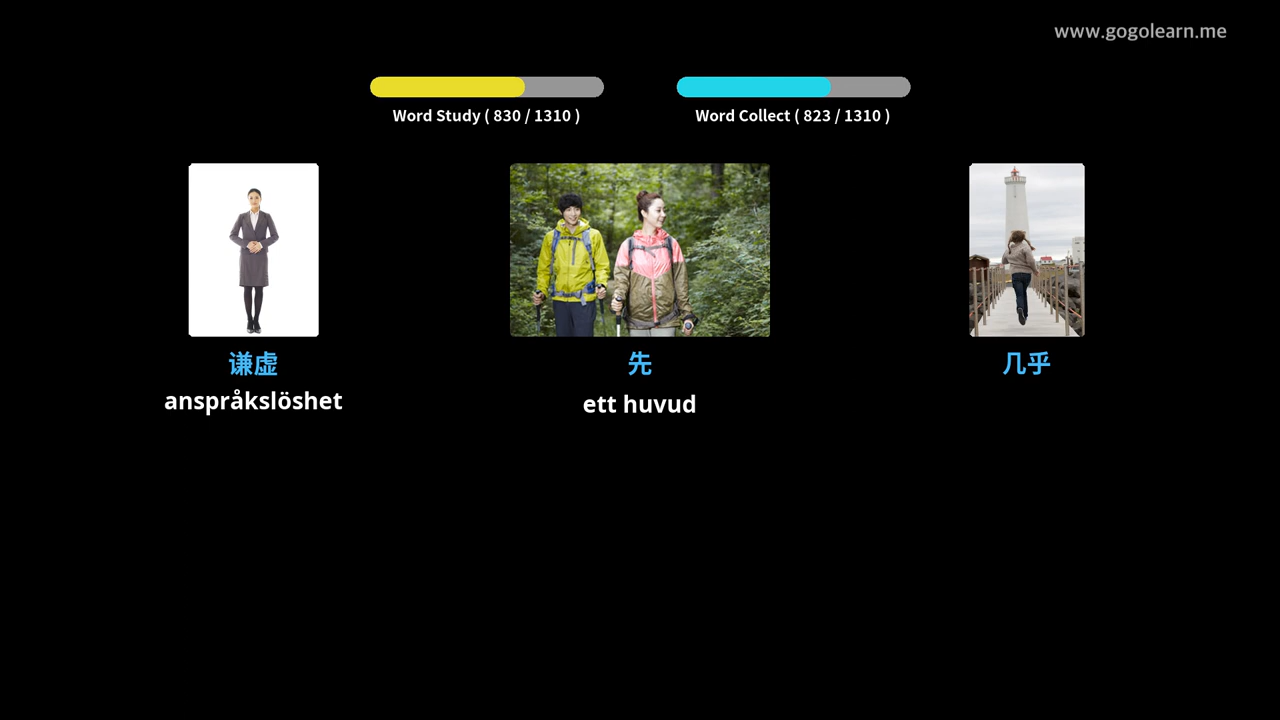 www.gogolearn.me
Word Study ( 830 / 1310 )
Word Collect ( 823 / 1310 )
谦虚
先
几乎
anspråkslöshet
ett huvud